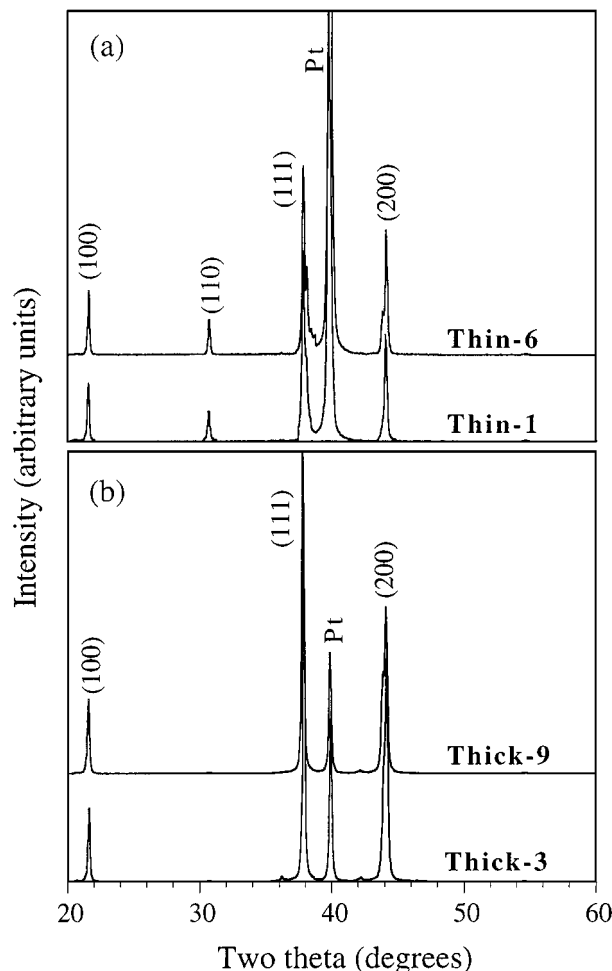 (a)
Pt
(111)
(200)
(100)
(110)
Thin-6
Thin-1
(b)
(111)
(200)
Pt
(100)
Thick-9
Thick-3
20 30 40 50 60
Two theta (degrees)
Intensity (arbitrary units)